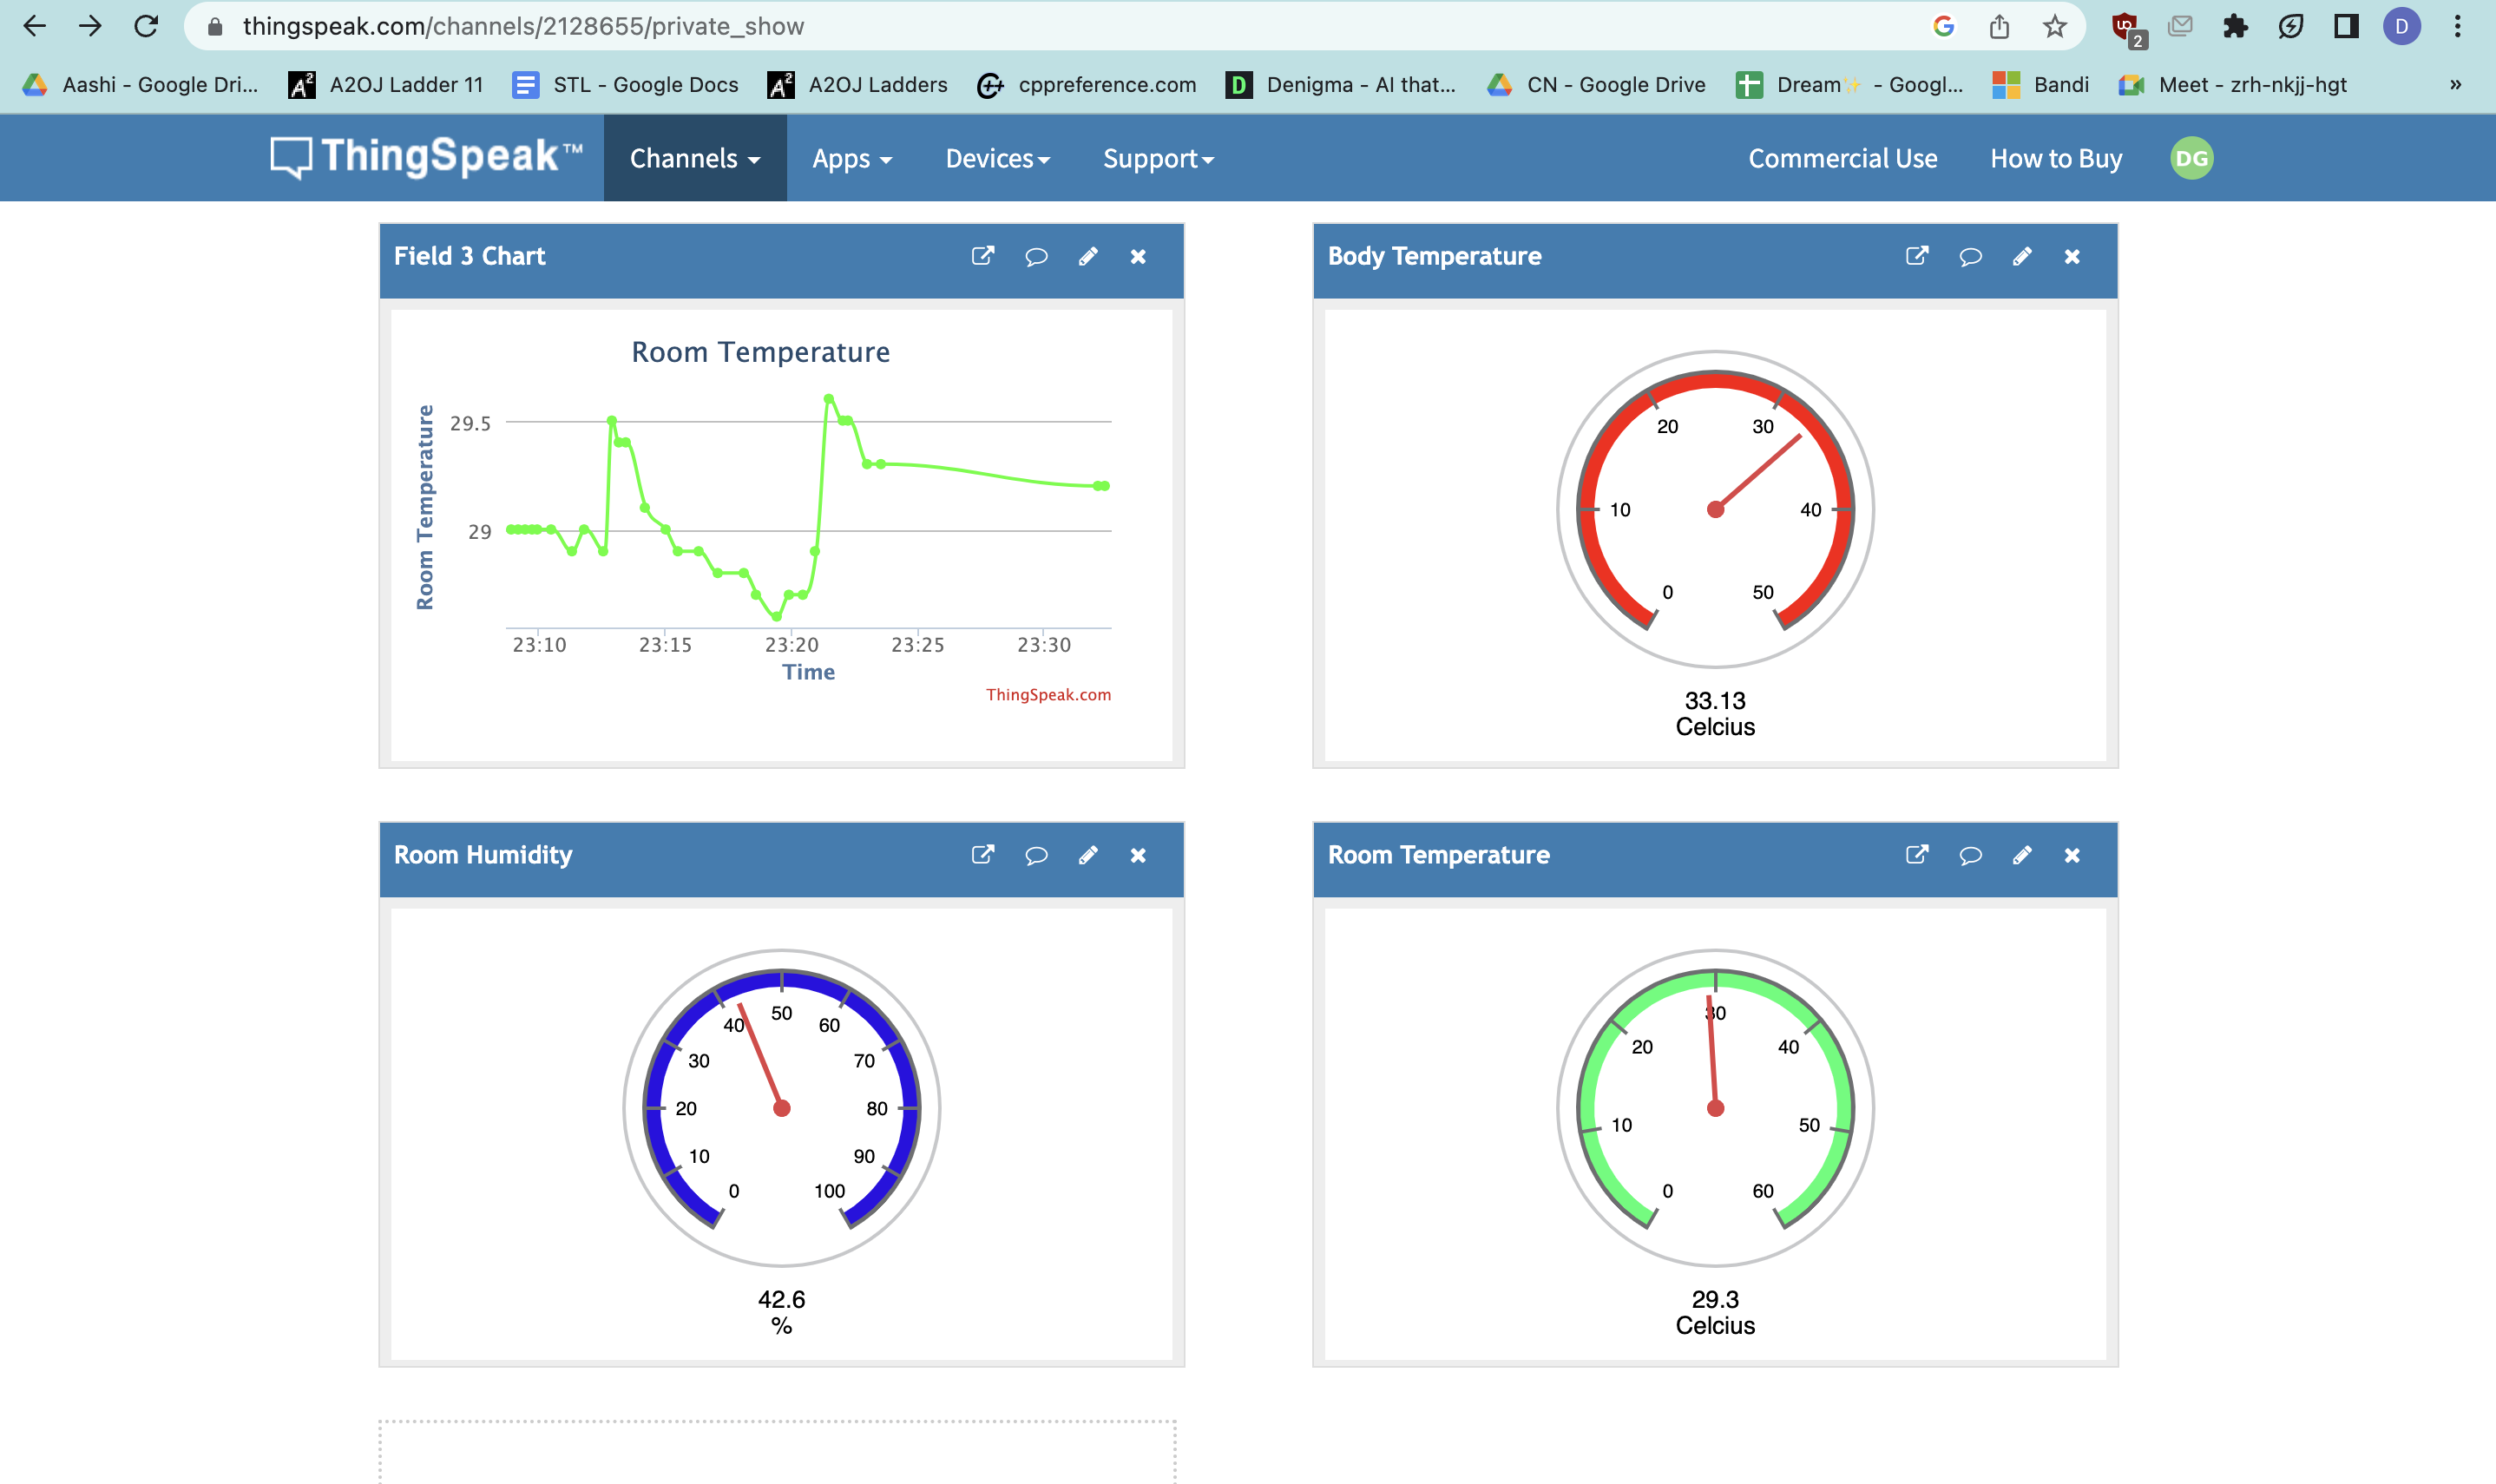 thingspeak.com/channels/2128655/private_show
2
D
Aashi - Google Dri...
A2OJ Ladder 11
STL - Google Docs
A2OJ Ladders
cppreference.com
Denigma - AI that...
CN - Google Drive
Dream✨ - Googl...
Bandi
Meet - zrh-nkjj-hgt
»
ThingSpeak™
Channels
Apps
Devices
Support
Commercial Use
How to Buy
DG
Field 3 Chart
Room Temperature
Room Temperature
29.5
29
23:10
23:15
23:20
23:25
23:30
Time
ThingSpeak.com
Body Temperature
0
10
20
30
40
50
33.13
Celcius
Room Humidity
0
10
20
30
40
50
60
70
80
90
100
42.6
%
Room Temperature
0
10
20
30
40
50
60
29.3
Celcius